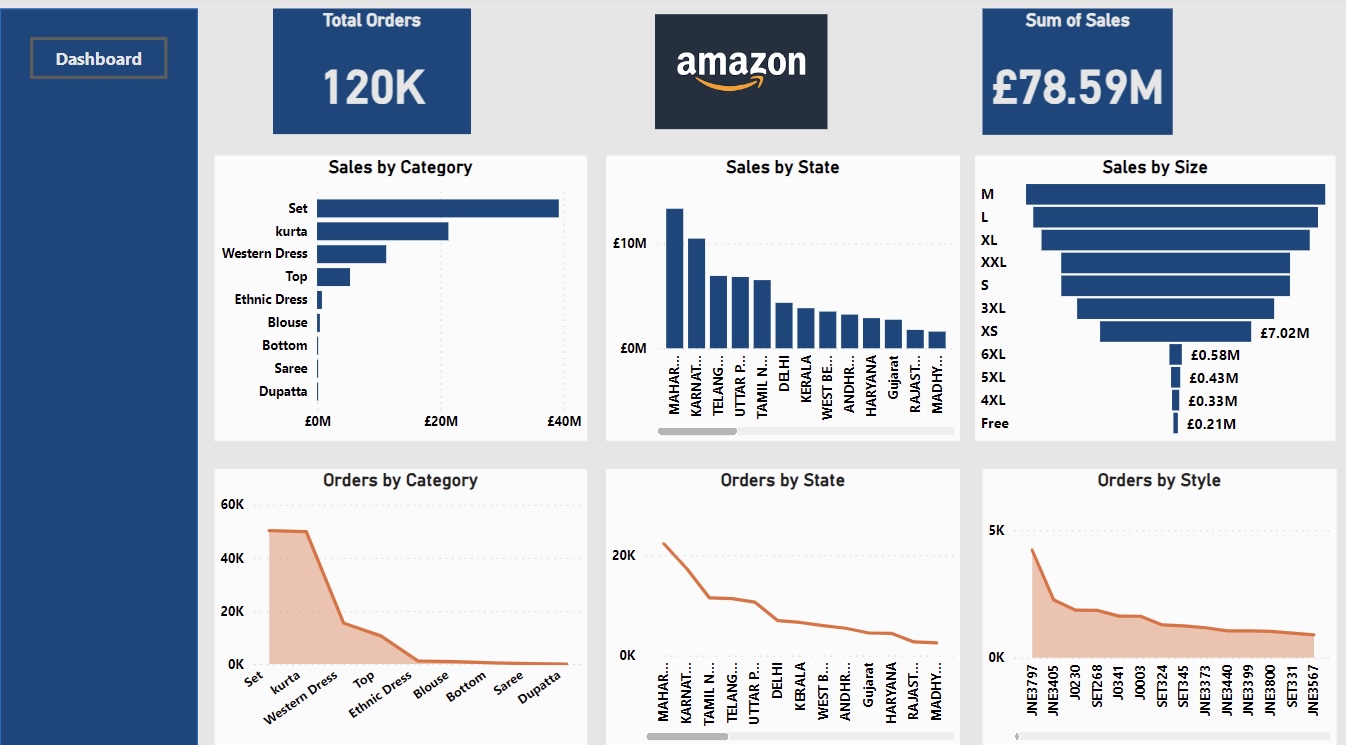 Dashboard
Total Orders
120K
amazon
Sum of Sales
£78.59M
Sales by Category
Set
kurta
Western Dress
Top
Ethnic Dress
Blouse
Bottom
Saree
Dupatta
£0M £20M £40M
Sales by State
£10M
£0M
MAHAR...
KARNAT...
TELANG...
UTTAR P...
TAMIL N...
DELHI
KERALA
WEST BE...
ANDHR...
HARYANA
Gujarat
RAJAST...
MADHY...
Sales by Size
M
L
XL
XXL
S
3XL
XS £7.02M
6XL £0.58M
5XL £0.43M
4XL £0.33M
Free £0.21M
Orders by Category
60K
40K
20K
0K
Set
kurta
Western Dress
Top
Ethnic Dress
Blouse
Bottom
Saree
Dupatta
Orders by State
20K
0K
MAHAR...
KARNAT...
TAMIL N...
TELANG...
UTTAR P...
DELHI
KERALA
WEST B...
ANDHR...
Gujarat
HARYANA
RAJAST...
MADHY...
Orders by Style
5K
0K
JNE3797
JNE3405
J0230
SET268
J0341
J0003
SET324
SET345
JNE3373
JNE3440
JNE3399
JNE3800
SET331
JNE3567